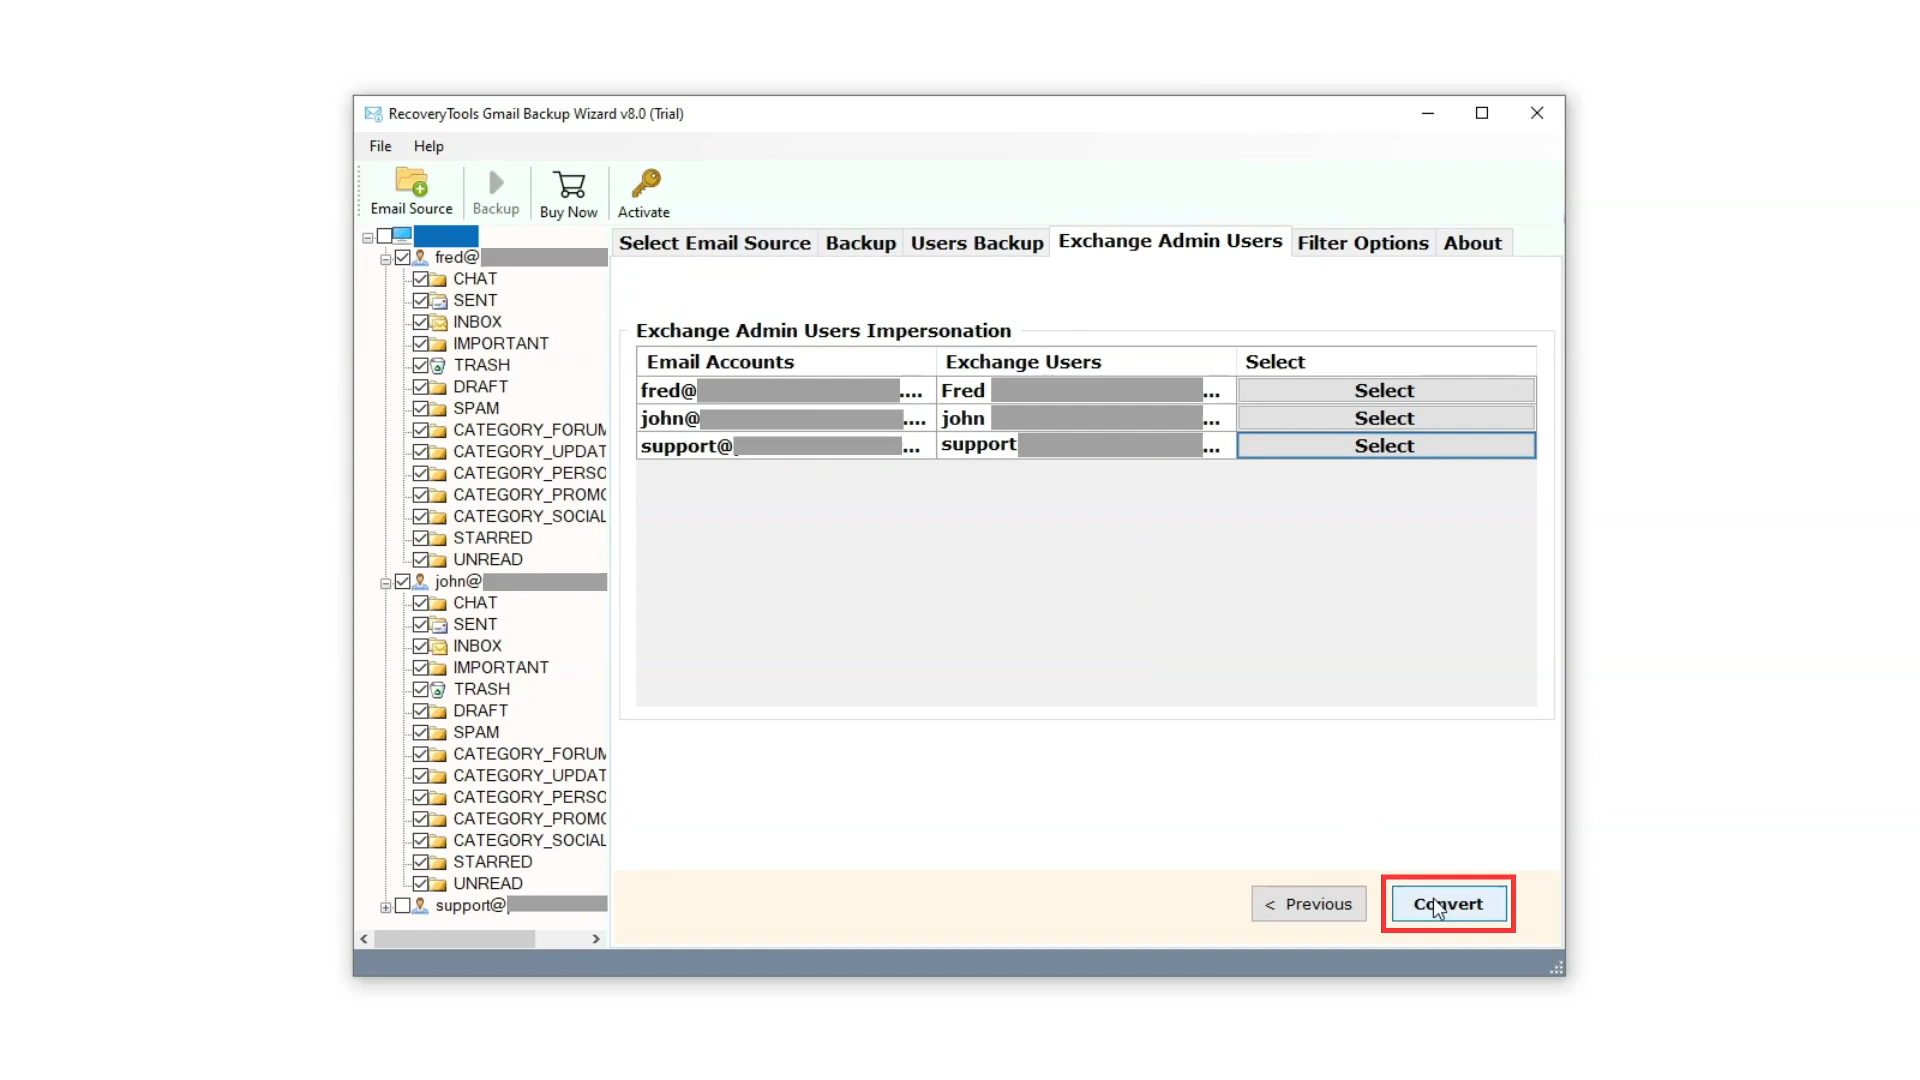 RecoveryTools Gmail Backup Wizard v8.0 (Trial)
File Help
Email Source Backup Buy Now Activate
fred@
CHAT
SENT
INBOX
IMPORTANT
TRASH
DRAFT
SPAM
CATEGORY_FORUM
CATEGORY_UPDAT
CATEGORY_PERSO
CATEGORY_PROMO
CATEGORY_SOCIAL
STARRED
UNREAD
john@
CHAT
SENT
INBOX
IMPORTANT
TRASH
DRAFT
SPAM
CATEGORY_FORUM
CATEGORY_UPDAT
CATEGORY_PERSO
CATEGORY_PROMO
CATEGORY_SOCIAL
STARRED
UNREAD
support@
Select Email Source Backup Users Backup Exchange Admin Users Filter Options About
Exchange Admin Users Impersonation
Email Accounts Exchange Users Select
fred@ .... Fred ... Select
john@ .... john ... Select
support@ ... support ... Select
< Previous Convert